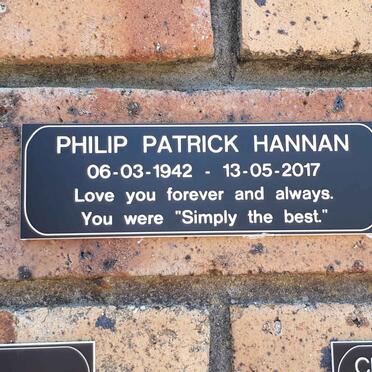 PHILIP PATRICK HANNAN
06-03-1942 - 13-05-2017
Love you forever and always.
You were "Simply the best."